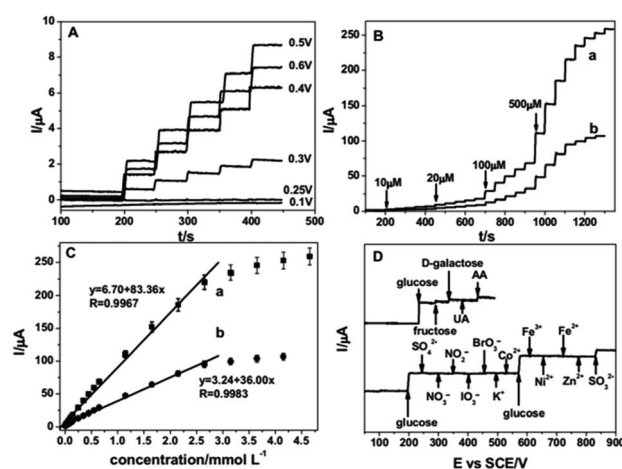 A
I/μA
10
8
6
4
2
0
0.5V
0.6V
0.4V
0.3V
0.25V
0.1V
100 200 300 400 500
t/s
B
I/μA
250
200
150
100
50
0
a
b
10μM
20μM
100μM
500μM
0 200 400 600 800 1000 1200
t/s
C
I/μA
250
200
150
100
50
0
y=6.70+83.36x
R=0.9967
a
b
y=3.24+36.00x
R=0.9983
0.0 0.5 1.0 1.5 2.0 2.5 3.0 3.5 4.0 4.5
concentration/mmol L⁻¹
D
I/μA
D-galactose
glucose
AA
fructose
UA
SO₄²⁻
NO₂⁻
BrO₃⁻
Co²⁺
Fe³⁺
Fe²⁺
glucose
NO₃⁻
IO₃⁻
K⁺
glucose
Ni²⁺
Zn²⁺
SO₃²⁻
100 200 300 400 500 600 700 800 900
E vs SCE/V